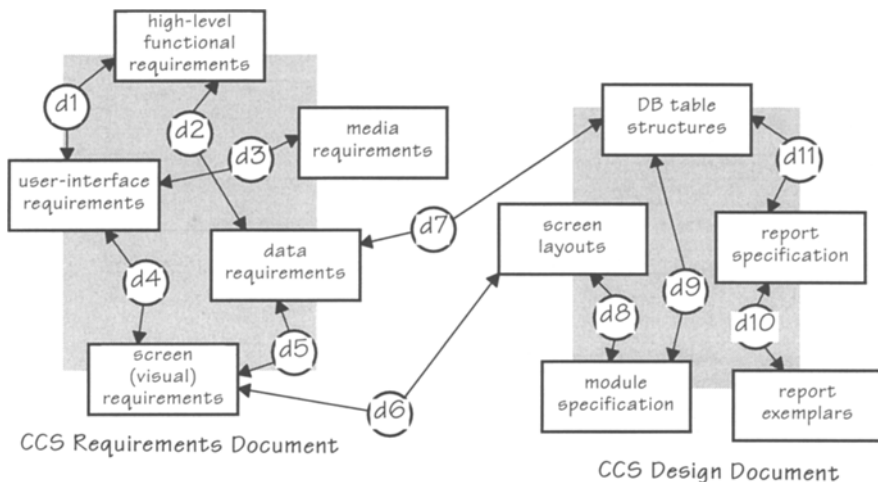 high-level
functional
requirements
d1
d2
d3
media
requirements
user-interface
requirements
data
requirements
d4
d5
screen
(visual)
requirements
d6
d7
CCS Requirements Document
DB table
structures
d11
screen
layouts
report
specification
d9
d8
d10
module
specification
report
exemplars
CCS Design Document